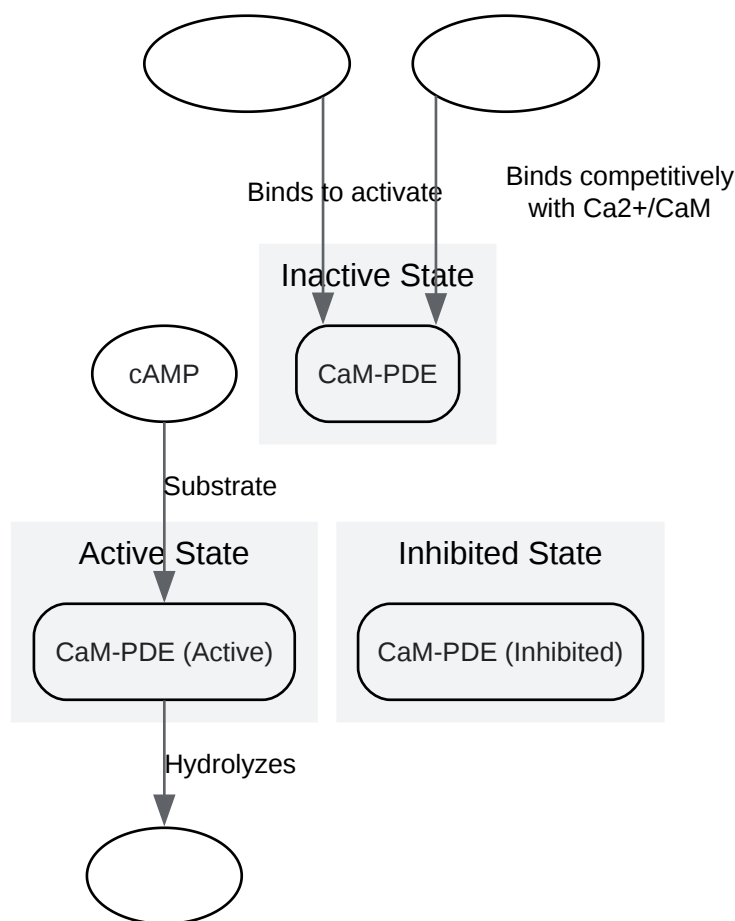 Binds to activate
Binds competitively
with Ca2+/CaM
Inactive State
cAMP
CaM-PDE
Substrate
Active State
Inhibited State
CaM-PDE (Active)
CaM-PDE (Inhibited)
Hydrolyzes